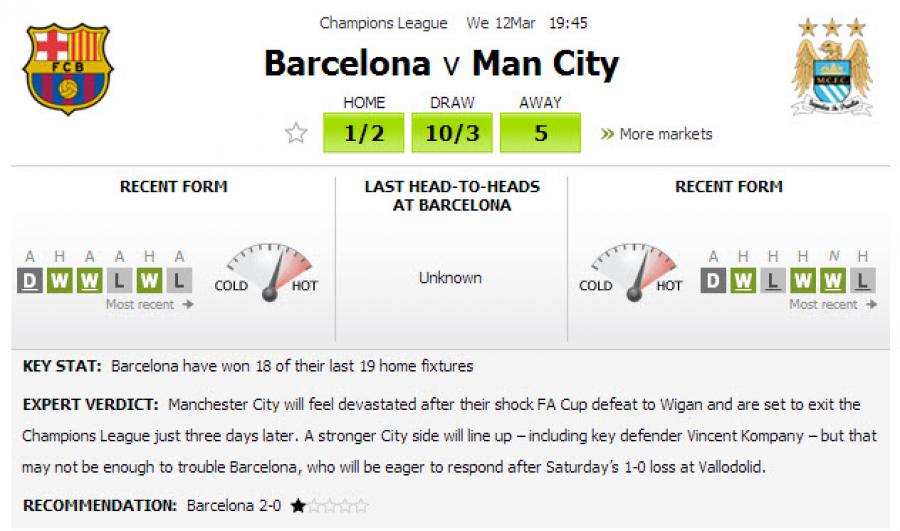 Champions League We 12Mar 19:45
Barcelona v Man City
HOME DRAW AWAY
1/2 10/3 5 » More markets
FCB
M.C.F.C.
RECENT FORM
A H A A H A
D W W L W L
COLD HOT
Most recent
LAST HEAD-TO-HEADS
AT BARCELONA
Unknown
RECENT FORM
A H H H N H
D W L W W L
COLD HOT
Most recent
KEY STAT: Barcelona have won 18 of their last 19 home fixtures
EXPERT VERDICT: Manchester City will feel devastated after their shock FA Cup defeat to Wigan and are set to exit the
Champions League just three days later. A stronger City side will line up – including key defender Vincent Kompany – but that
may not be enough to trouble Barcelona, who will be eager to respond after Saturday's 1-0 loss at Vallodolid.
RECOMMENDATION: Barcelona 2-0